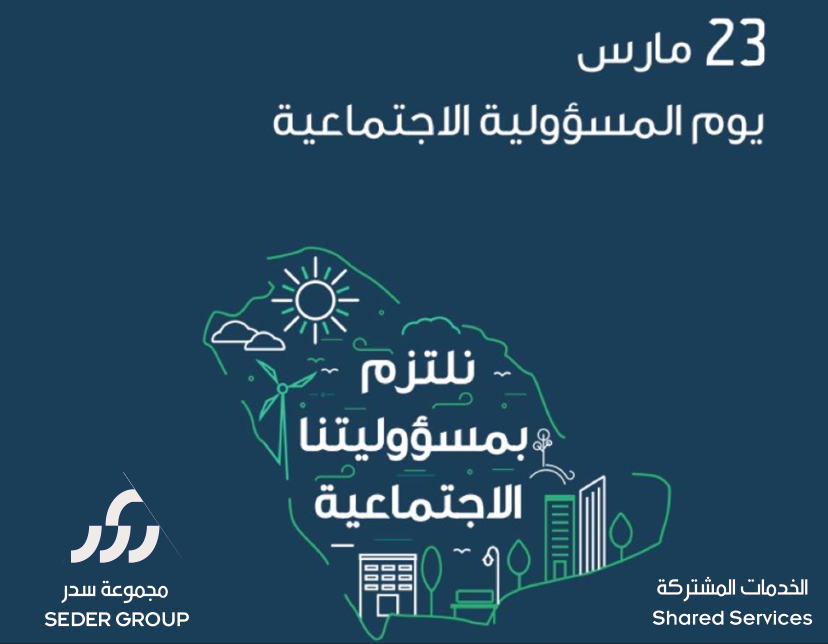 23 مارس
يوم المسؤولية الاجتماعية
نلتزم
بمسؤوليتنا
الاجتماعية
مجموعة سدر
SEDER GROUP
الخدمات المشتركة
Shared Services